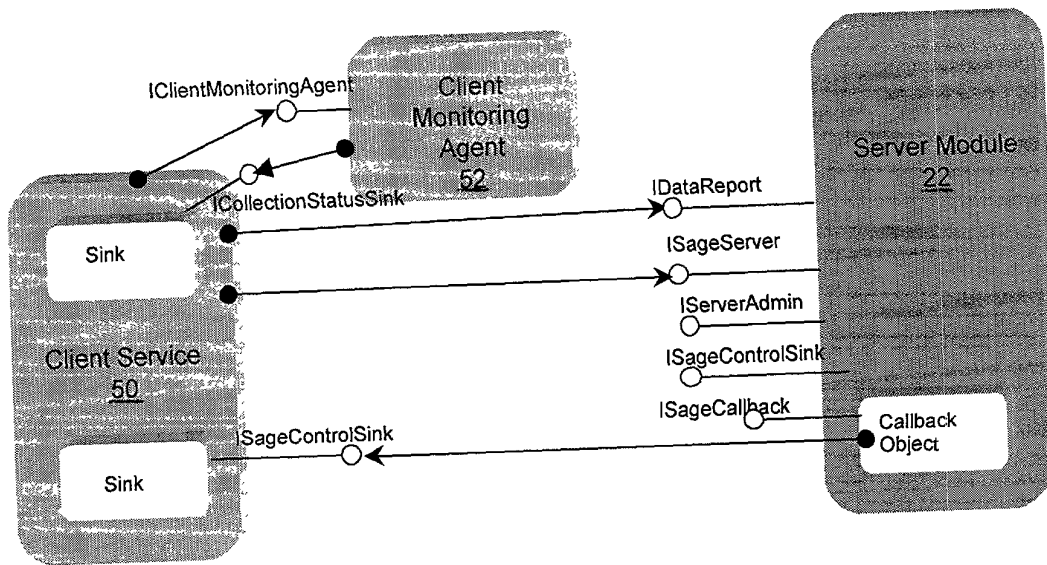 IClientMonitoringAgent
Client
Monitoring
Agent
52
ICollectionStatusSink
Server Module
22
IDataReport
Sink
ISageServer
IServerAdmin
Client Service
50
ISageControlSink
ISageCallback
Callback
Object
ISageControlSink
Sink